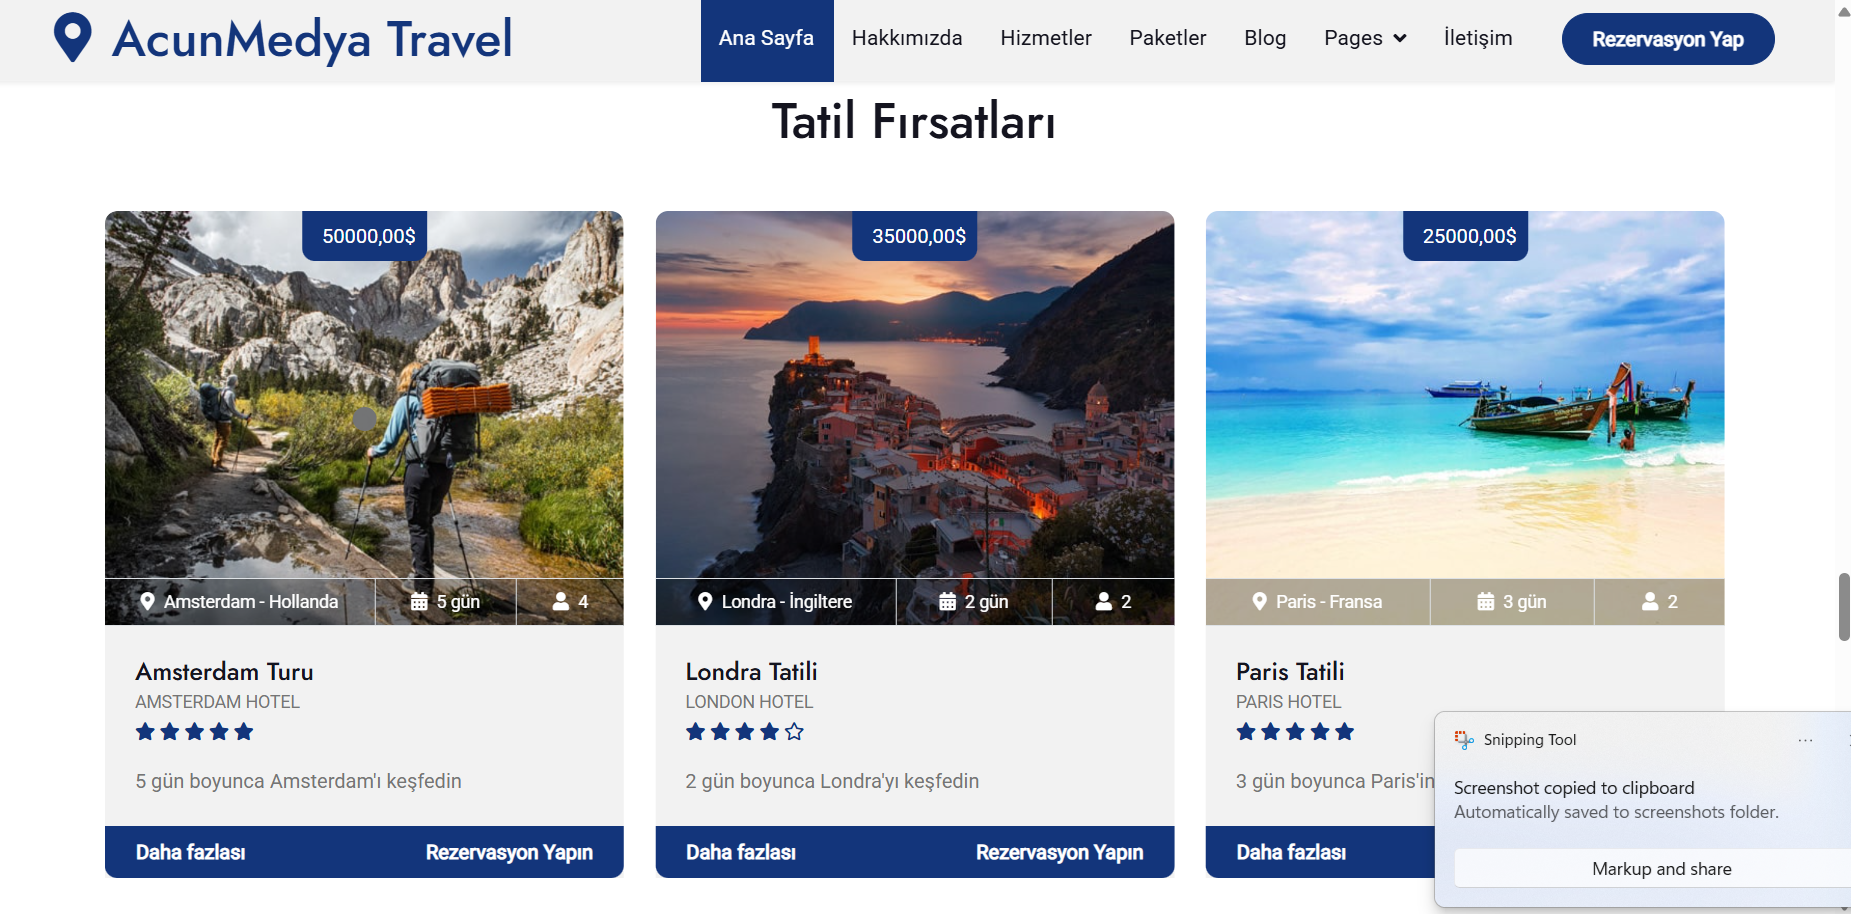 AcunMedya Travel
Ana Sayfa Hakkımızda Hizmetler Paketler Blog Pages İletişim Rezervasyon Yap
Tatil Fırsatları
50000,00$
Amsterdam - Hollanda 5 gün 4
Amsterdam Turu
AMSTERDAM HOTEL
5 gün boyunca Amsterdam'ı keşfedin
Daha fazlası Rezervasyon Yapın
35000,00$
Londra - İngiltere 2 gün 2
Londra Tatili
LONDON HOTEL
2 gün boyunca Londra'yı keşfedin
Daha fazlası Rezervasyon Yapın
25000,00$
Paris - Fransa 3 gün 2
Paris Tatili
PARIS HOTEL
3 gün boyunca Paris'in
Daha fazlası
Snipping Tool
Screenshot copied to clipboard
Automatically saved to screenshots folder.
Markup and share